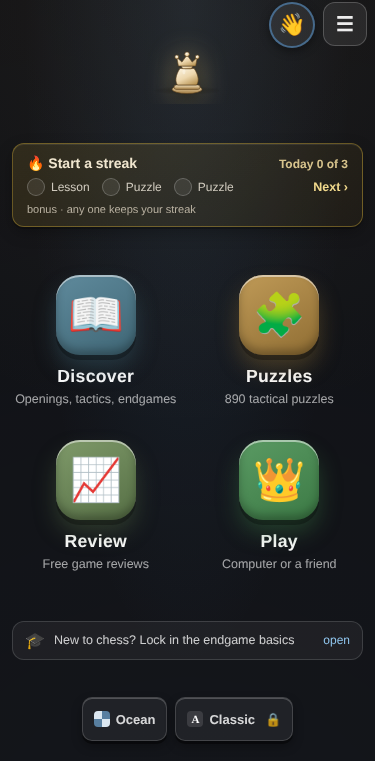 Start a streak
Today 0 of 3
Lesson
Puzzle
Puzzle
Next ›
bonus · any one keeps your streak
Discover
Openings, tactics, endgames
Puzzles
890 tactical puzzles
Review
Free game reviews
Play
Computer or a friend
New to chess? Lock in the endgame basics
open
Ocean
A Classic